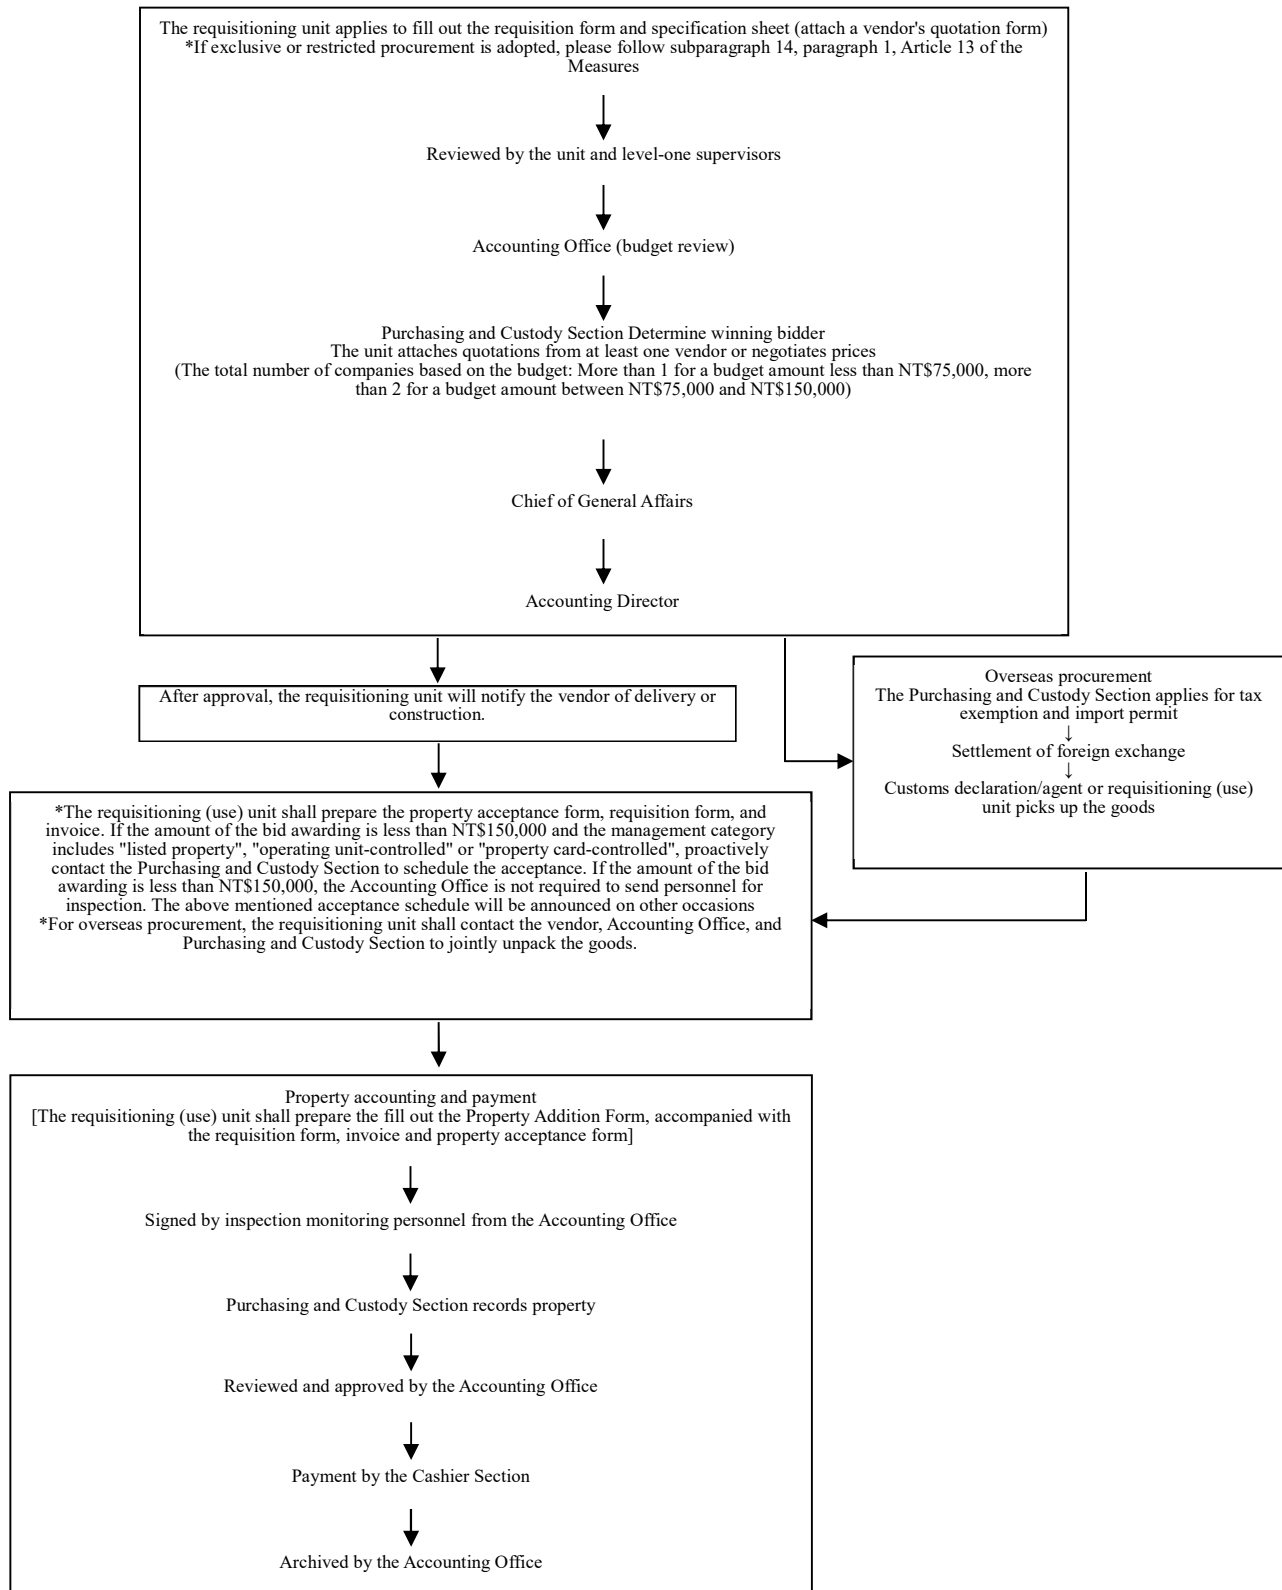 The requisitioning unit applies to fill out the requisition form and specification sheet (attach a vendor's quotation form)
*If exclusive or restricted procurement is adopted, please follow subparagraph 14, paragraph 1, Article 13 of the
Measures
Reviewed by the unit and level-one supervisors
Accounting Office (budget review)
Purchasing and Custody Section Determine winning bidder
The unit attaches quotations from at least one vendor or negotiates prices
(The total number of companies based on the budget: More than 1 for a budget amount less than NT$75,000, more
than 2 for a budget amount between NT$75,000 and NT$150,000)
Chief of General Affairs
Accounting Director
After approval, the requisitioning unit will notify the vendor of delivery or
construction.
Overseas procurement
The Purchasing and Custody Section applies for tax
exemption and import permit
↓
Settlement of foreign exchange
↓
Customs declaration/agent or requisitioning (use)
unit picks up the goods
*The requisitioning (use) unit shall prepare the property acceptance form, requisition form, and
invoice. If the amount of the bid awarding is less than NT$150,000 and the management category
includes "listed property", "operating unit-controlled" or "property card-controlled", proactively
contact the Purchasing and Custody Section to schedule the acceptance. If the amount of the bid
awarding is less than NT$150,000, the Accounting Office is not required to send personnel for
inspection. The above mentioned acceptance schedule will be announced on other occasions
*For overseas procurement, the requisitioning unit shall contact the vendor, Accounting Office, and
Purchasing and Custody Section to jointly unpack the goods.
Property accounting and payment
[The requisitioning (use) unit shall prepare the fill out the Property Addition Form, accompanied with
the requisition form, invoice and property acceptance form]
Signed by inspection monitoring personnel from the Accounting Office
Purchasing and Custody Section records property
Reviewed and approved by the Accounting Office
Payment by the Cashier Section
Archived by the Accounting Office